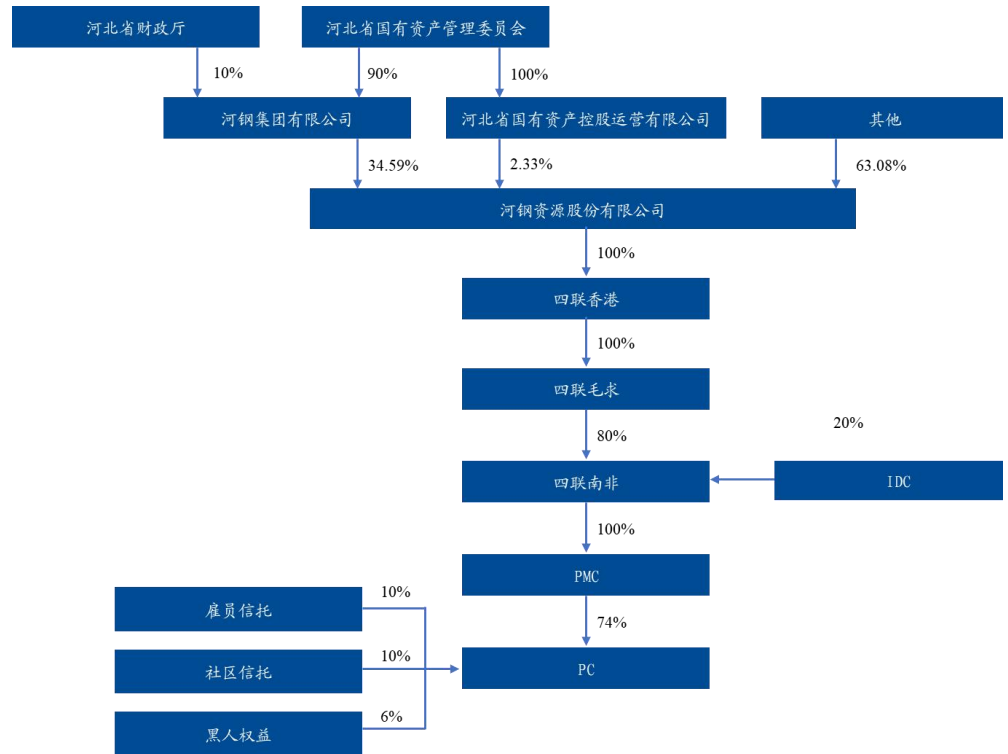 河北省财政厅
河北省国有资产管理委员会
10%
90%
100%
河钢集团有限公司
河北省国有资产控股运营有限公司
其他
34.59%
2.33%
63.08%
河钢资源股份有限公司
100%
四联香港
100%
四联毛求
80%
20%
四联南非
IDC
100%
PMC
雇员信托
10%
74%
社区信托
10%
PC
黑人权益
6%